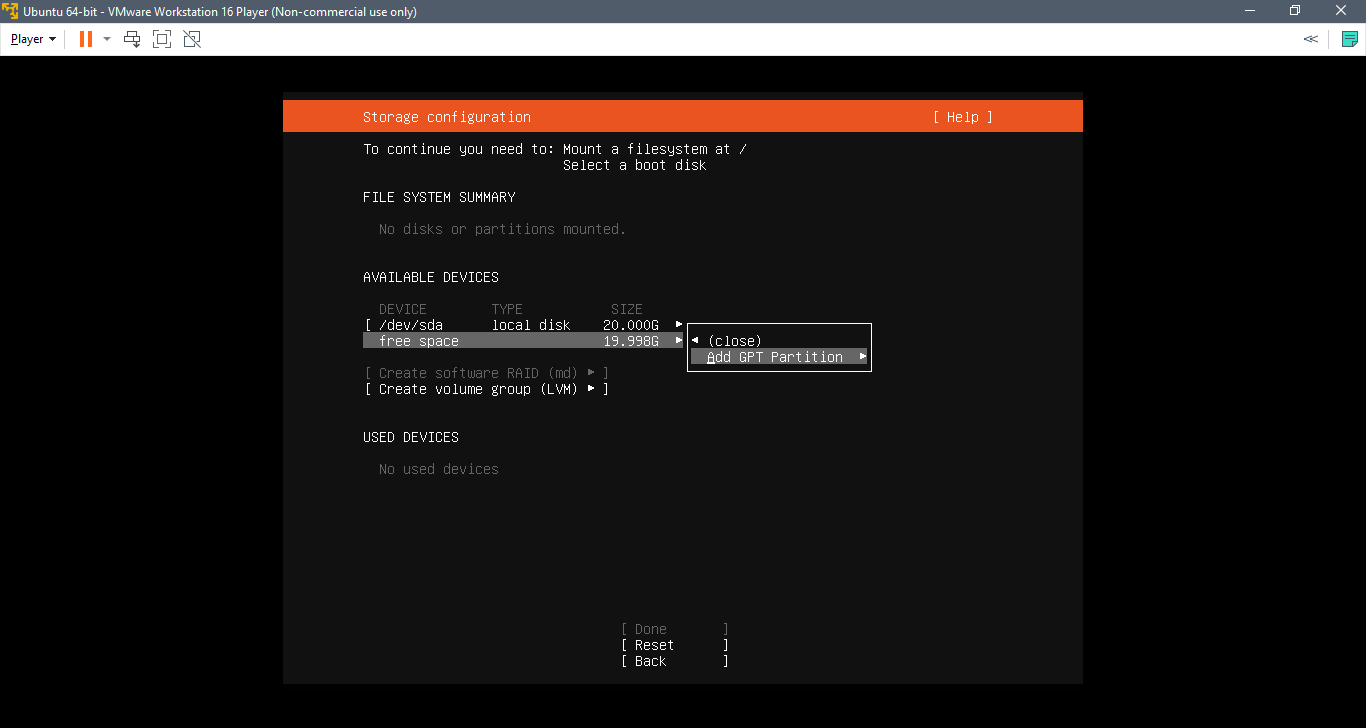 Ubuntu 64-bit - VMware Workstation 16 Player (Non-commercial use only)
Player
Storage configuration [ Help ]
To continue you need to: Mount a filesystem at /
Select a boot disk
FILE SYSTEM SUMMARY
No disks or partitions mounted.
AVAILABLE DEVICES
DEVICE TYPE SIZE
[ /dev/sda local disk 20.000G ▸
free space 19.998G ▸
◂ (close)
Add GPT Partition ▸
[ Create software RAID (md) ▸ ]
[ Create volume group (LVM) ▸ ]
USED DEVICES
No used devices
[ Done ]
[ Reset ]
[ Back ]